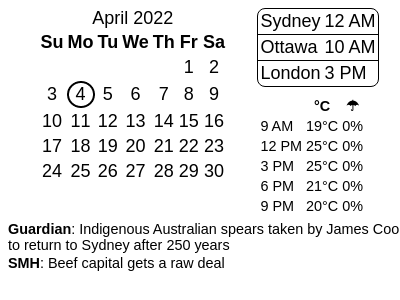 April 2022
Su Mo Tu We Th Fr Sa
1 2
3 4 5 6 7 8 9
10 11 12 13 14 15 16
17 18 19 20 21 22 23
24 25 26 27 28 29 30
Sydney 12 AM
Ottawa 10 AM
London 3 PM
°C ☂
9 AM 19°C 0%
12 PM 25°C 0%
3 PM 25°C 0%
6 PM 21°C 0%
9 PM 20°C 0%
Guardian: Indigenous Australian spears taken by James Coo
to return to Sydney after 250 years
SMH: Beef capital gets a raw deal